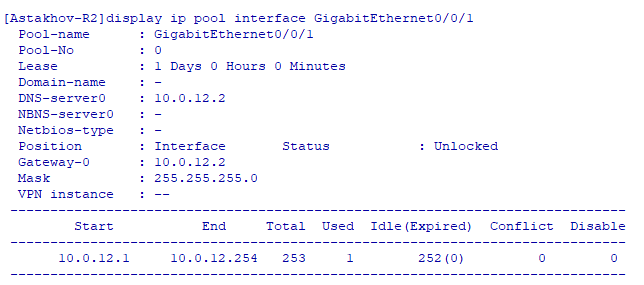 [Astakhov-R2]display ip pool interface GigabitEthernet0/0/1
  Pool-name      : GigabitEthernet0/0/1
  Pool-No        : 0
  Lease          : 1 Days 0 Hours 0 Minutes
  Domain-name    : -
  DNS-server0    : 10.0.12.2
  NBNS-server0   : -
  Netbios-type   : -
  Position       : Interface       Status           : Unlocked
  Gateway-0      : 10.0.12.2
  Mask           : 255.255.255.0
  VPN instance   : --
 -----------------------------------------------------------------------------
         Start           End     Total  Used  Idle(Expired)  Conflict  Disable
 -----------------------------------------------------------------------------
       10.0.12.1     10.0.12.254   253     1        252(0)         0        0
 -----------------------------------------------------------------------------